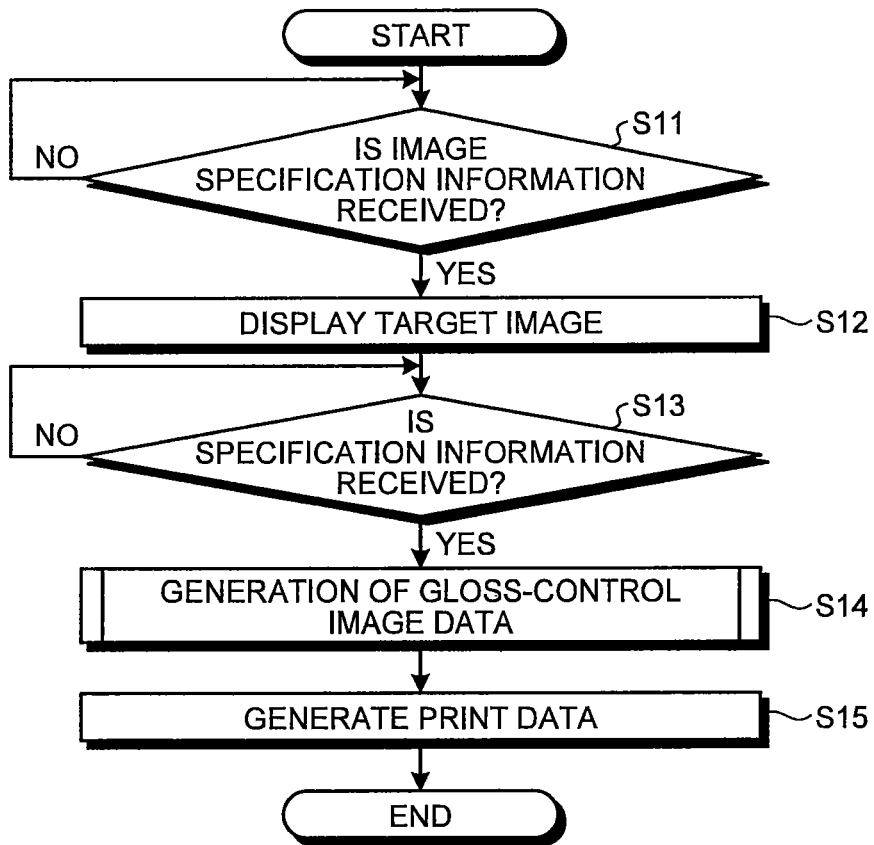 START
S11
IS IMAGE
SPECIFICATION INFORMATION
RECEIVED?
NO
YES
DISPLAY TARGET IMAGE
S12
S13
IS
SPECIFICATION INFORMATION
RECEIVED?
NO
YES
GENERATION OF GLOSS-CONTROL
IMAGE DATA
S14
GENERATE PRINT DATA
S15
END